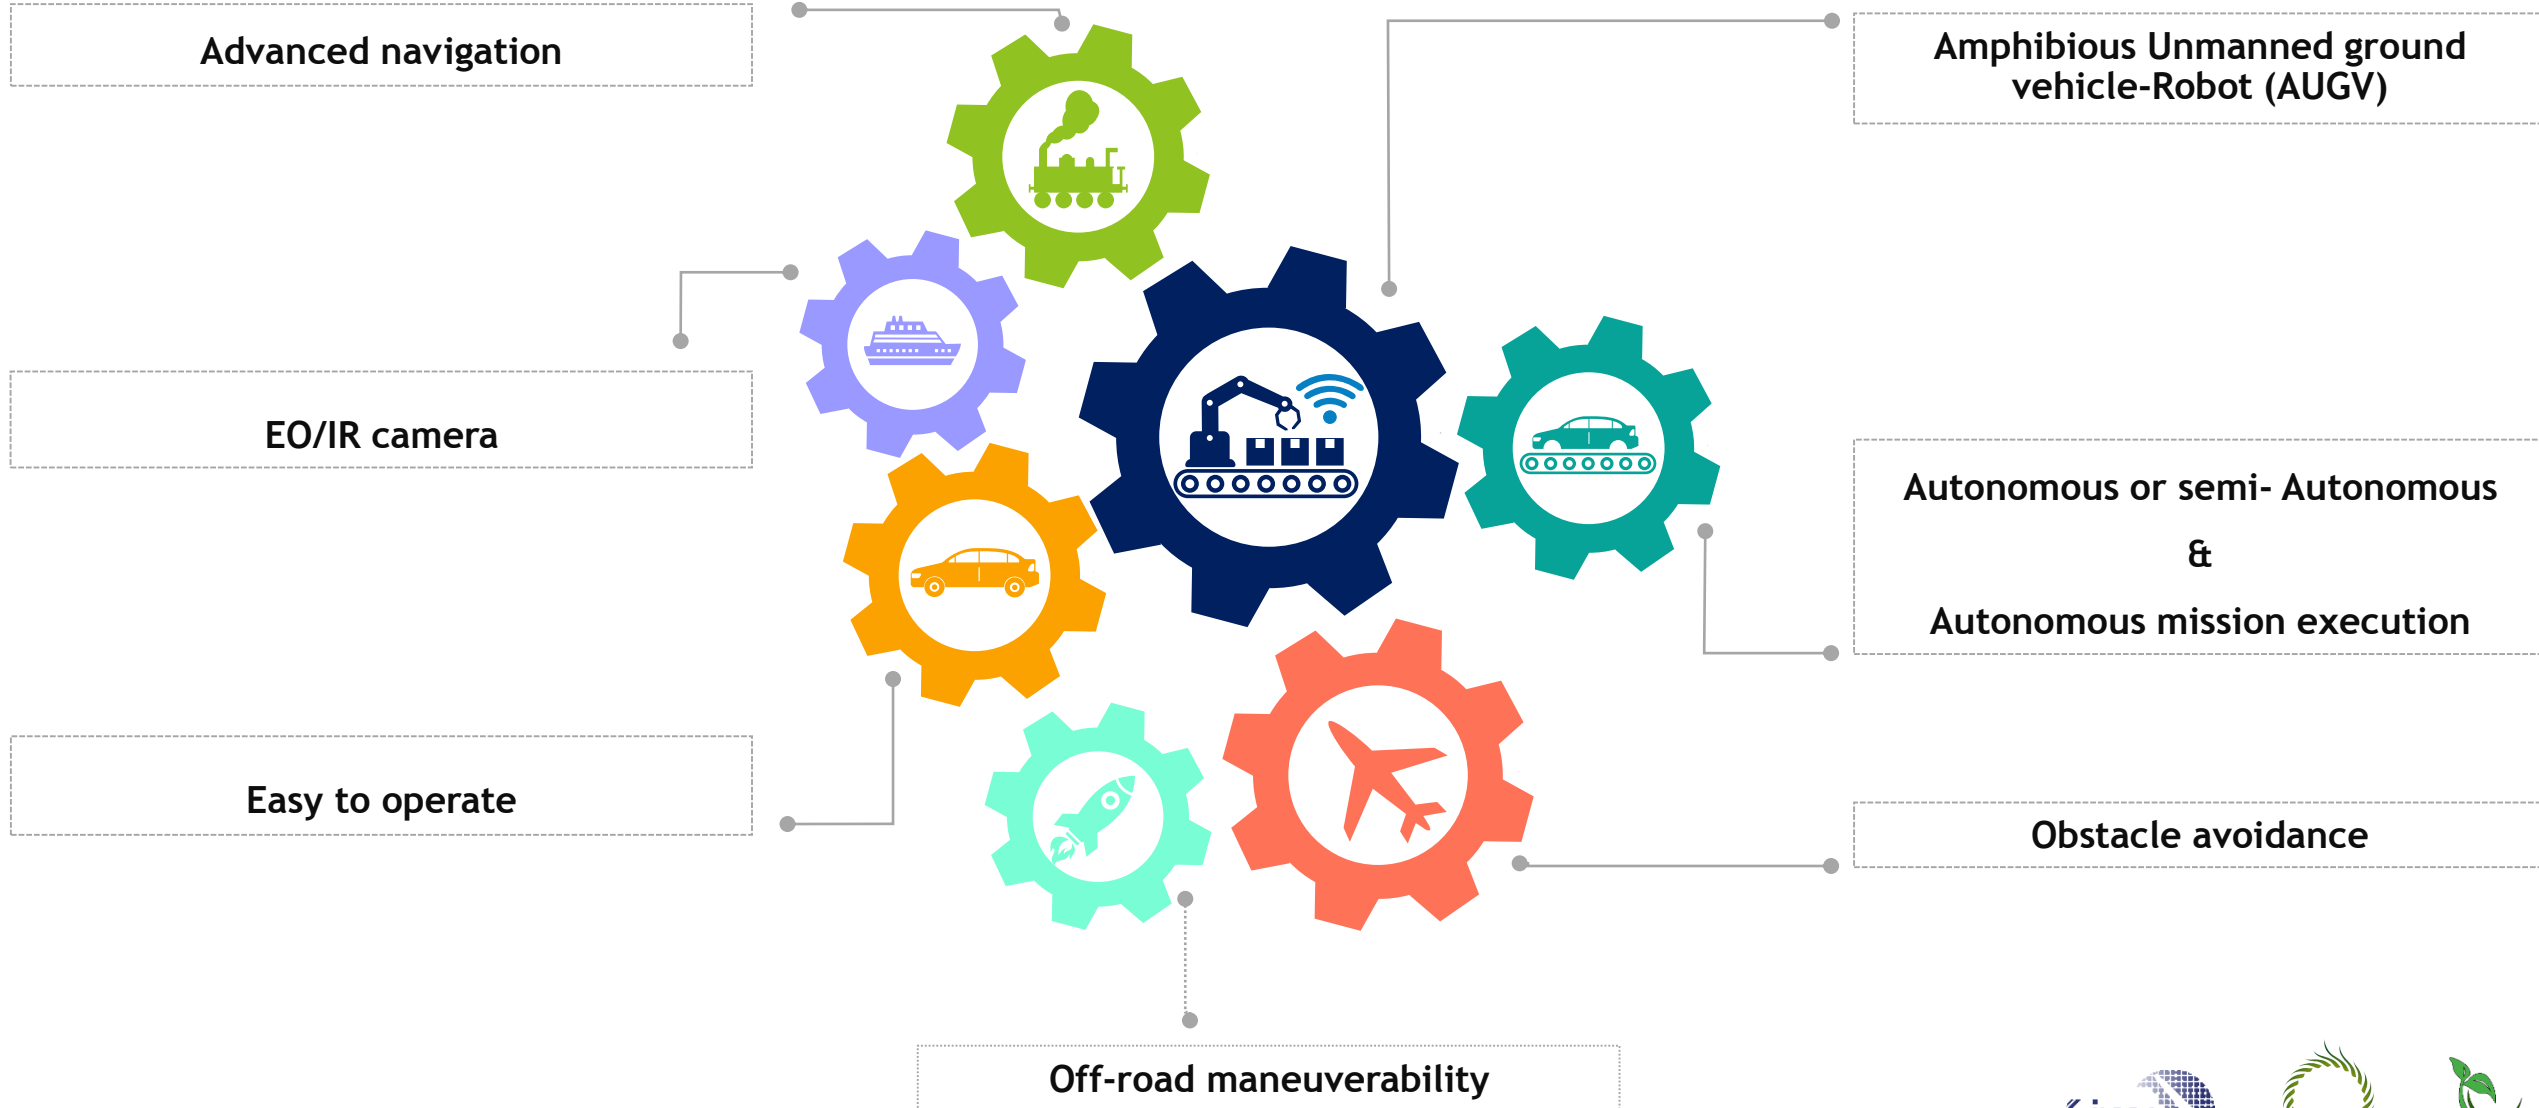 Advanced navigation
Amphibious Unmanned ground
vehicle-Robot (AUGV)
EO/IR camera
Autonomous or semi- Autonomous
&
Autonomous mission execution
Easy to operate
Obstacle avoidance
Off-road maneuverability